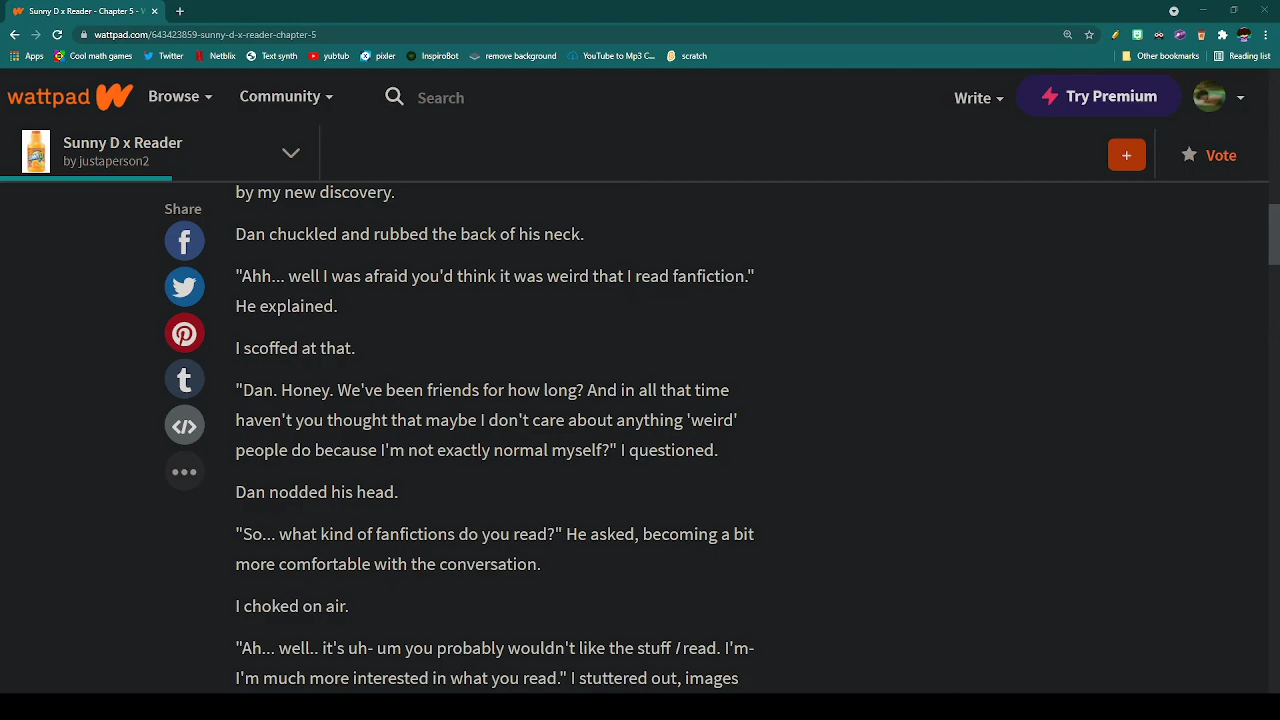 Sunny D x Reader - Chapter 5 - V
wattpad.com/643423859-sunny-d-x-reader-chapter-5
Apps Cool math games Twitter Netblix Text synth yubtub pixler InspiroBot remove background YouTube to Mp3 C... scratch Other bookmarks Reading list
wattpad Browse Community Search Write Try Premium
Sunny D x Reader
by justaperson2
+ Vote
by my new discovery.
Share
Dan chuckled and rubbed the back of his neck.
"Ahh... well I was afraid you'd think it was weird that I read fanfiction."
He explained.
I scoffed at that.
"Dan. Honey. We've been friends for how long? And in all that time
haven't you thought that maybe I don't care about anything 'weird'
people do because I'm not exactly normal myself?" I questioned.
Dan nodded his head.
"So... what kind of fanfictions do you read?" He asked, becoming a bit
more comfortable with the conversation.
I choked on air.
"Ah... well.. it's uh- um you probably wouldn't like the stuff I read. I'm-
I'm much more interested in what you read." I stuttered out, images